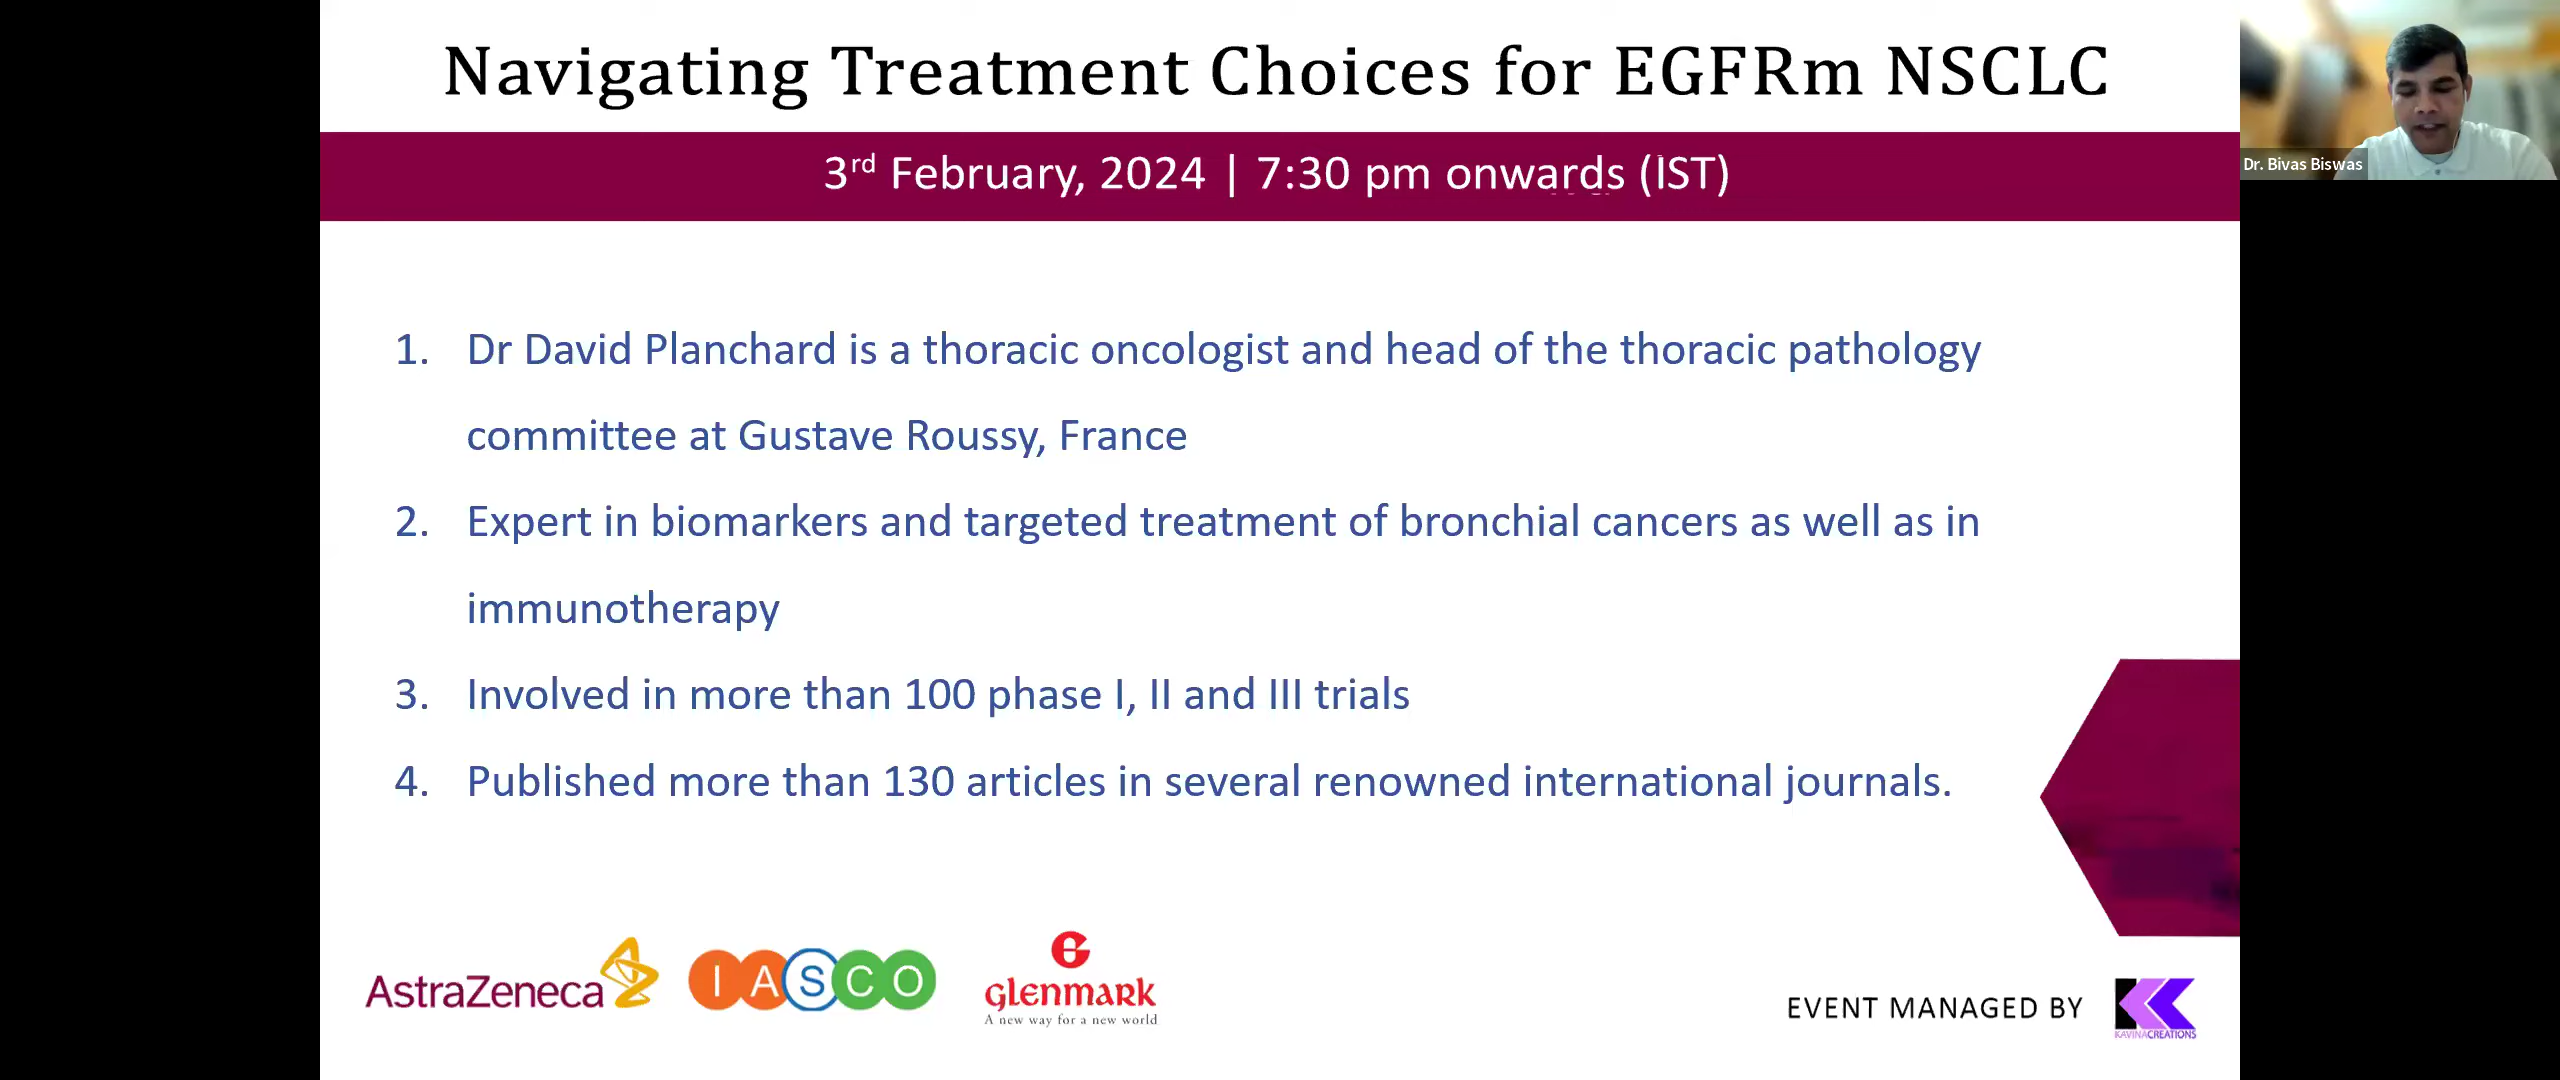 Navigating Treatment Choices for EGFRm NSCLC
3rd February, 2024 | 7:30 pm onwards (IST)
Dr. Bivas Biswas
1. Dr David Planchard is a thoracic oncologist and head of the thoracic pathology
committee at Gustave Roussy, France
2. Expert in biomarkers and targeted treatment of bronchial cancers as well as in
immunotherapy
3. Involved in more than 100 phase I, II and III trials
4. Published more than 130 articles in several renowned international journals.
AstraZeneca
IASCO
glenmark
A new way for a new world
EVENT MANAGED BY
KAVINACREATIONS